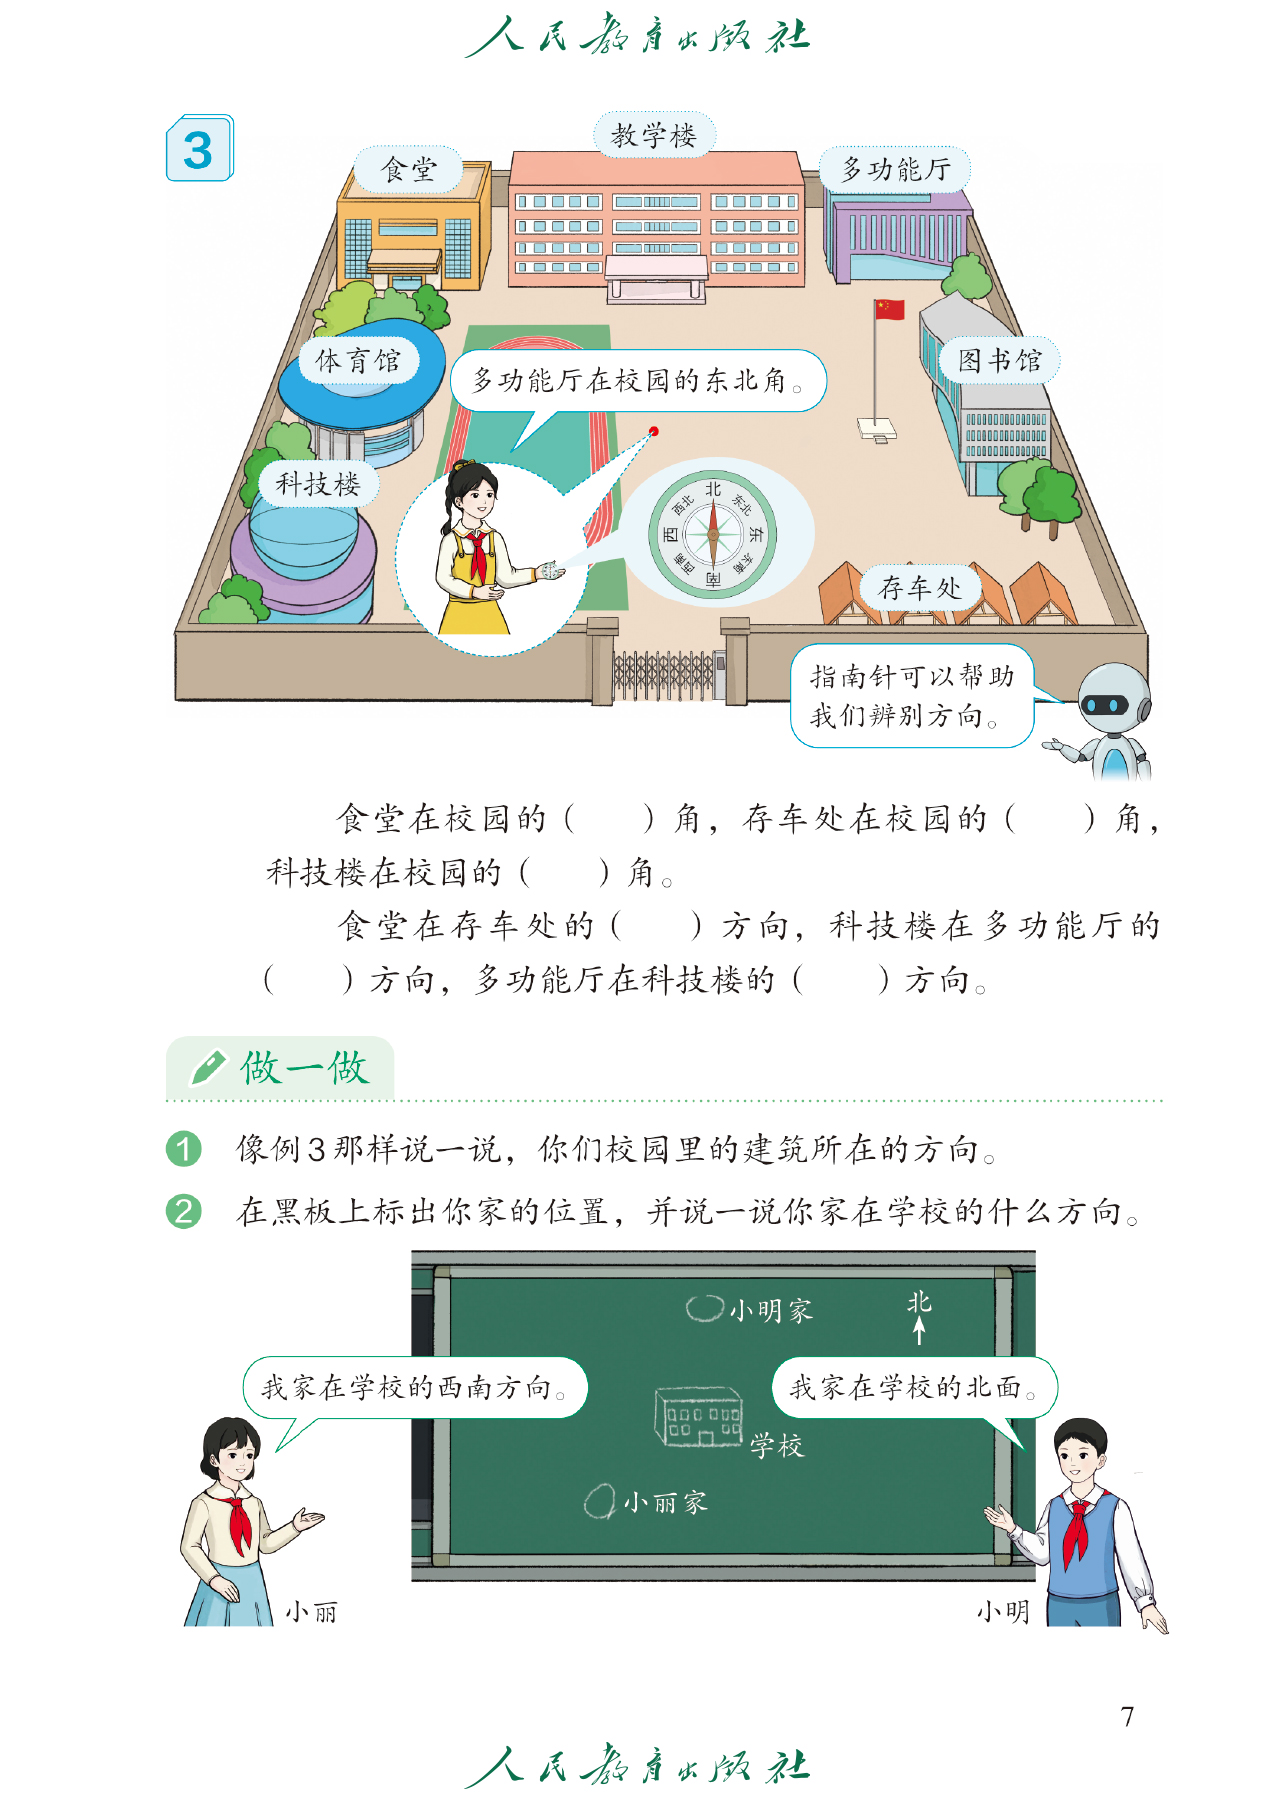 人民教育出版社
3
教学楼
食堂
多功能厅
体育馆
图书馆
多功能厅在校园的东北角。
科技楼
北
西北 东北
西 东
西南 东南
南
存车处
指南针可以帮助
我们辨别方向。
食堂在校园的（　　）角，存车处在校园的（　　）角，
科技楼在校园的（　　）角。
食堂在存车处的（　　）方向，科技楼在多功能厅的
（　　）方向，多功能厅在科技楼的（　　）方向。
做一做
1 像例3那样说一说，你们校园里的建筑所在的方向。
2 在黑板上标出你家的位置，并说一说你家在学校的什么方向。
小明家
北
我家在学校的西南方向。
我家在学校的北面。
学校
小丽家
小丽
小明
7
人民教育出版社